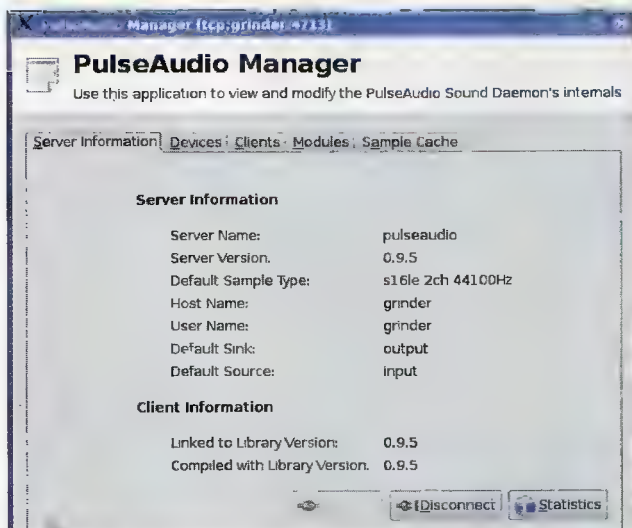 Manager [tcp:grinder:4713]
PulseAudio Manager
Use this application to view and modify the PulseAudio Sound Daemon's internals
Server Information Devices Clients Modules Sample Cache
Server Information
Server Name: pulseaudio
Server Version. 0.9.5
Default Sample Type: s16le 2ch 44100Hz
Host Name: grinder
User Name: grinder
Default Sink: output
Default Source: input
Client Information
Linked to Library Version: 0.9.5
Compiled with Library Version. 0.9.5
Disconnect Statistics